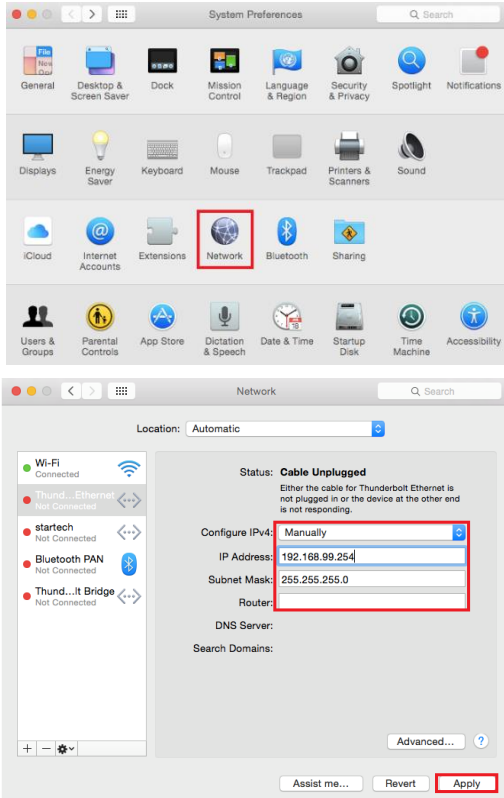 System Preferences
Search
File
New
General
Desktop &
Screen Saver
Dock
Mission
Control
Language
& Region
Security
& Privacy
Spotlight
Notifications
Displays
Energy
Saver
Keyboard
Mouse
Trackpad
Printers &
Scanners
Sound
iCloud
Internet
Accounts
Extensions
Network
Bluetooth
Sharing
Users &
Groups
Parental
Controls
App Store
Dictation
& Speech
Date & Time
Startup
Disk
Time
Machine
Accessibility
Network
Search
Location: Automatic
Wi-Fi
Connected
Thund...Ethernet
Not Connected
startech
Not Connected
Bluetooth PAN
Not Connected
Thund...lt Bridge
Not Connected
Status: Cable Unplugged
Either the cable for Thunderbolt Ethernet is
not plugged in or the device at the other end
is not responding.
Configure IPv4: Manually
IP Address: 192.168.99.254
Subnet Mask: 255.255.255.0
Router:
DNS Server:
Search Domains:
Advanced... ?
Assist me... Revert Apply